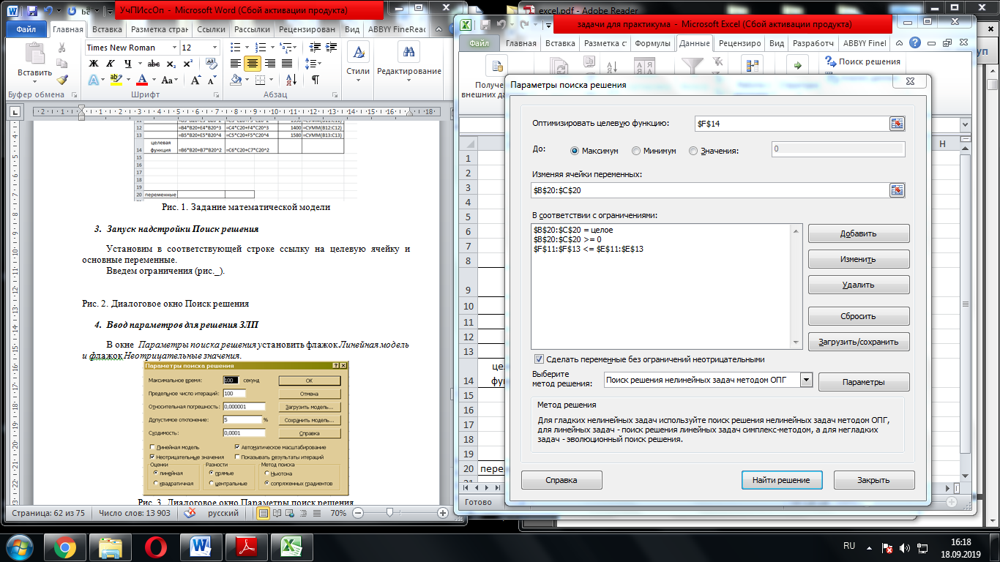 УчПИссОп - Microsoft Word (Сбой активации продукта)
Файл Главная Вставка Разметка стран Ссылки Рассылки Рецензирован Вид ABBYY FineReac
Times New Roman 12
Вставить
Стили Редактирование
Буфер обмена Шрифт Абзац
12 =B4*B20+E4*B20^3 =C4*C20+F4*C20^3 1400 =СУММ(B12:C12)
13 =B5*B20+E5*B20^4 =C5*C20+F5*C20^4 1580 =СУММ(B13:C13)
целевая
14 функция =B6*B20+B7*B20^2 =C6*C20+C7*C20^2
15
16
17
18
19
20 переменные
Рис. 1. Задание математической модели
3. Запуск надстройки Поиск решения
Установим в соответствующей строке ссылку на целевую ячейку и
основные переменные.
Введем ограничения (рис._).
Рис. 2. Диалоговое окно Поиск решения
4. Ввод параметров для решения ЗЛП
В окне Параметры поиска решения установить флажок Линейная модель
и флажок Неотрицательные значения.
Параметры поиска решения
Максимальное время: 100 секунд ОК
Предельное число итераций: 100 Отмена
Относительная погрешность: 0,000001 Загрузить модель...
Допустимое отклонение: 5 % Сохранить модель...
Сходимость: 0,0001 Справка
Линейная модель Автоматическое масштабирование
Неотрицательные значения Показывать результаты итераций
Оценки Разности Метод поиска
линейная прямые Ньютона
квадратичная центральные сопряженных градиентов
Рис. 3. Диалоговое окно Параметры поиск решения
Страница: 62 из 75 Число слов: 13 903 русский 70%
excel.pdf - Adobe Reader
задачи для практикума - Microsoft Excel (Сбой активации продукта)
Файл Главная Вставка Разметка с Формулы Данные Рецензиро Вид Разработч ABBYY Finel
Получе
внешних да
Поиск решения
H
1
2
3
4
5
6
7
8
9
10
11
12
13
14
15
16
17
18
19
20
Готово
Параметры поиска решения
Оптимизировать целевую функцию: $F$14
До: Максимум Минимум Значения: 0
Изменяя ячейки переменных:
$B$20:$C$20
В соответствии с ограничениями:
$B$20:$C$20 = целое
$B$20:$C$20 >= 0
$F$11:$F$13 <= $E$11:$E$13
Добавить
Изменить
Удалить
Сбросить
Загрузить/сохранить
Сделать переменные без ограничений неотрицательными
Выберите
метод решения: Поиск решения нелинейных задач методом ОПГ Параметры
Метод решения
Для гладких нелинейных задач используйте поиск решения нелинейных задач методом ОПГ,
для линейных задач - поиск решения линейных задач симплекс-методом, а для негладких
задач - эволюционный поиск решения.
Справка Найти решение Закрыть
RU 16:18
18.09.2019